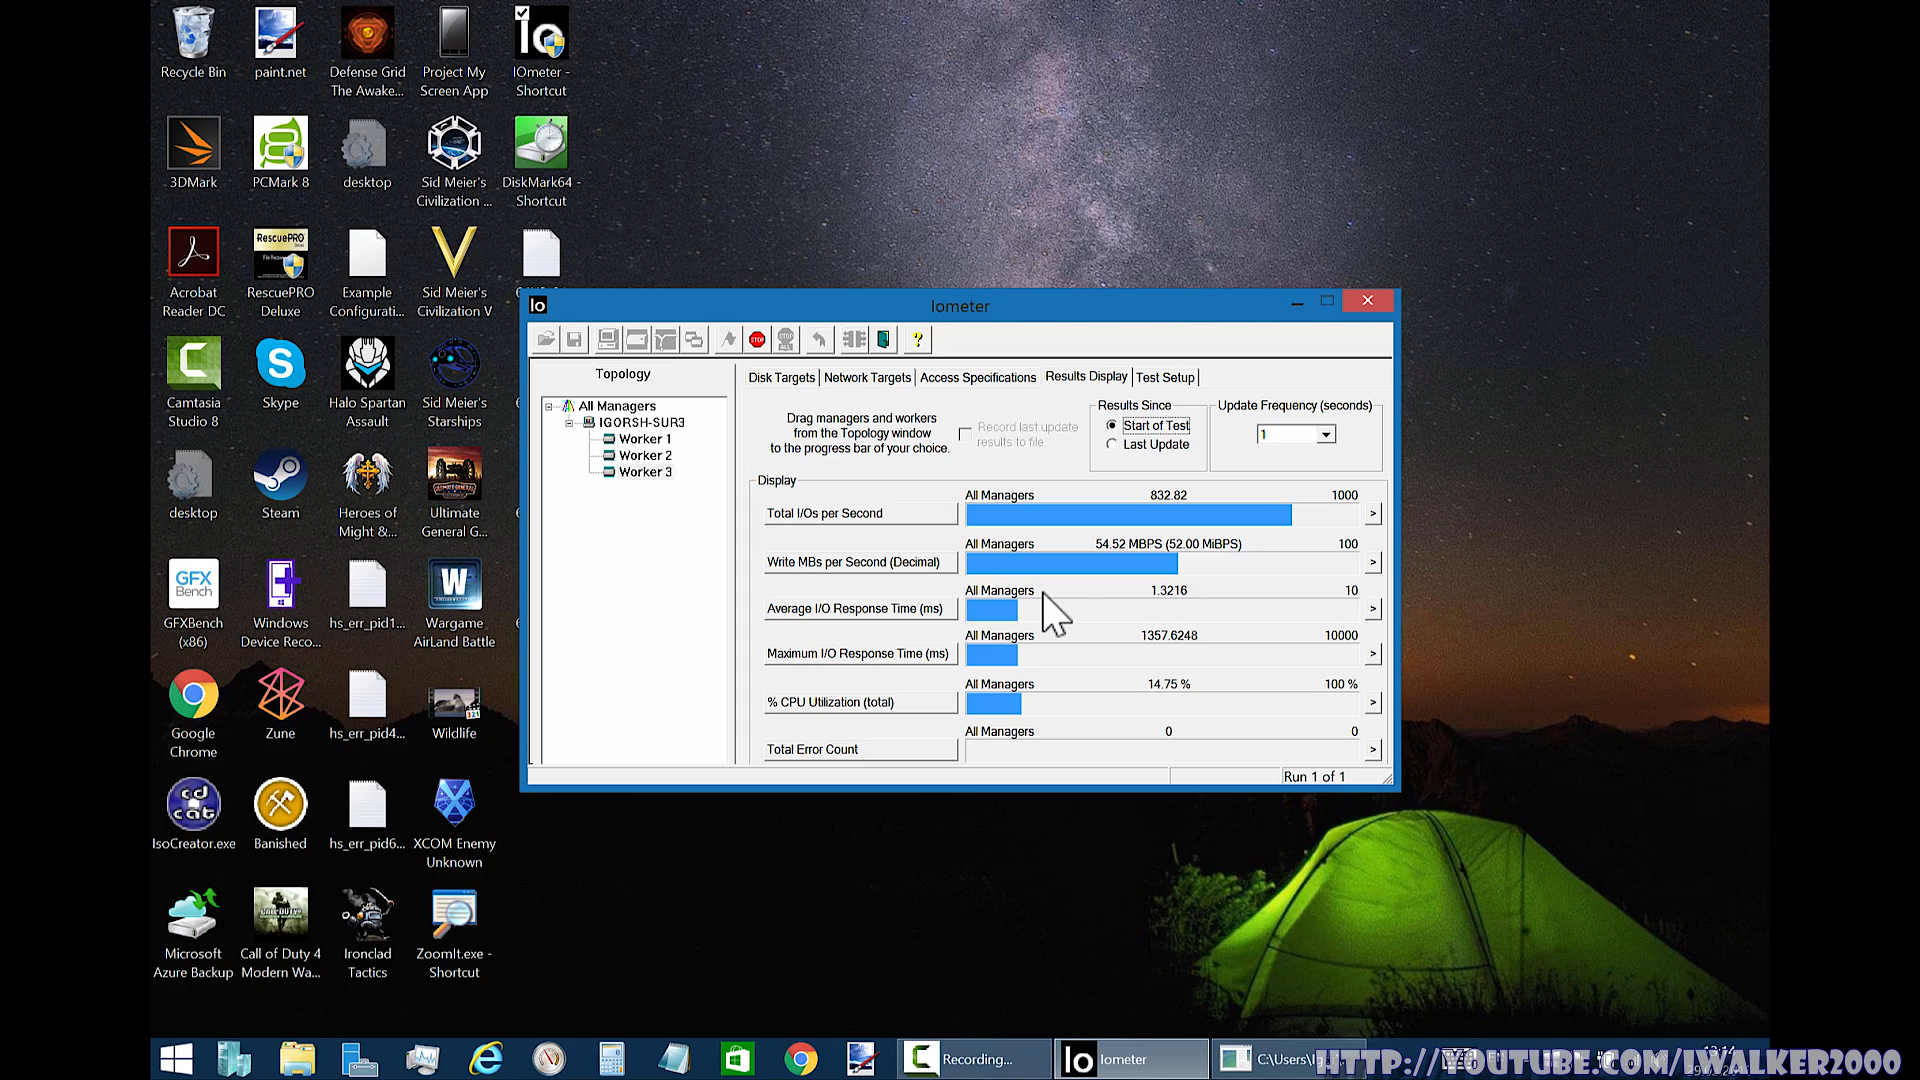 Recycle Bin
paint.net
Defense Grid
The Awake...
Project My
Screen App
IOmeter -
Shortcut
3DMark
PCMark 8
desktop
Sid Meier's
Civilization ...
DiskMark64 -
Shortcut
Acrobat
Reader DC
RescuePRO
Deluxe
Example
Configurati...
Sid Meier's
Civilization V
Camtasia
Studio 8
Skype
Halo Spartan
Assault
Sid Meier's
Starships
desktop
Steam
Heroes of
Might &...
Ultimate
General G...
GFXBench
(x86)
Windows
Device Reco...
hs_err_pid1...
Wargame
AirLand Battle
Google
Chrome
Zune
hs_err_pid4...
Wildlife
IsoCreator.exe
Banished
hs_err_pid6...
XCOM Enemy
Unknown
Microsoft
Azure Backup
Call of Duty 4
Modern Wa...
Ironclad
Tactics
ZoomIt.exe -
Shortcut
Io
Iometer
STOP
?
Topology
All Managers
IGORSH-SUR3
Worker 1
Worker 2
Worker 3
Disk Targets
Network Targets
Access Specifications
Results Display
Test Setup
Drag managers and workers
from the Topology window
to the progress bar of your choice.
Record last update
results to file
Results Since
Start of Test
Last Update
Update Frequency (seconds)
1
Display
All Managers 832.82 1000
Total I/Os per Second >
All Managers 54.52 MBPS (52.00 MiBPS) 100
Write MBs per Second (Decimal) >
All Managers 1.3216 10
Average I/O Response Time (ms) >
All Managers 1357.6248 10000
Maximum I/O Response Time (ms) >
All Managers 14.75 % 100 %
% CPU Utilization (total) >
All Managers 0 0
Total Error Count >
Run 1 of 1
Recording...
Io
Iometer
HTTP://YOUTUBE.COM/IWALKER2000